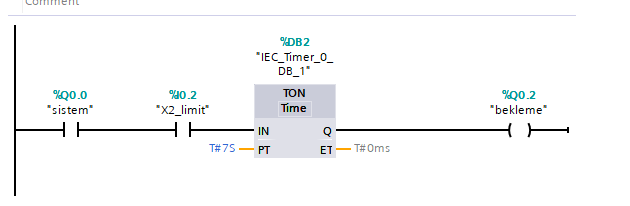 Comment
%DB2
"IEC_Timer_0_
DB_1"
%Q0.0
"sistem"
%I0.2
"X2_limit"
TON
Time
%Q0.2
"bekleme"
IN
Q
T#7S
PT
ET
T#0ms